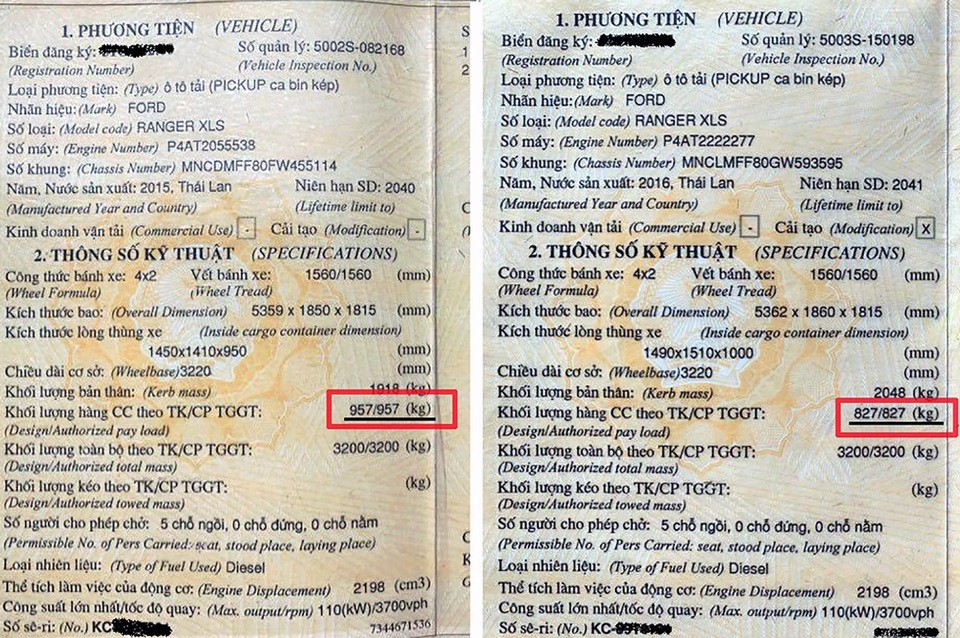 1. PHƯƠNG TIỆN (VEHICLE)
Biển đăng ký:
Số quản lý: 5002S-082168
(Registration Number)
(Vehicle Inspection No.)
Loại phương tiện: (Type) ô tô tải (PICKUP ca bin kép)
Nhãn hiệu: (Mark) FORD
Số loại: (Model code) RANGER XLS
Số máy: (Engine Number) P4AT2055538
Số khung: (Chassis Number) MNCDMFF80FW455114
Năm, Nước sản xuất: 2015, Thái Lan
Niên hạn SD: 2040
(Manufactured Year and Country)
(Lifetime limit to)
Kinh doanh vận tải (Commercial Use) -
Cải tạo (Modification) -
2. THÔNG SỐ KỸ THUẬT (SPECIFICATIONS)
Công thức bánh xe: 4x2
Vết bánh xe: 1560/1560 (mm)
(Wheel Formula)
(Wheel Tread)
Kích thước bao: (Overall Dimension) 5359 x 1850 x 1815 (mm)
Kích thước lòng thùng xe (Inside cargo container dimension)
1450x1410x950 (mm)
Chiều dài cơ sở: (Wheelbase) 3220 (mm)
Khối lượng bản thân: (Kerb mass) 1918 (kg)
Khối lượng hàng CC theo TK/CP TGGT: 957/957 (kg)
(Design/Authorized pay load)
Khối lượng toàn bộ theo TK/CP TGGT: 3200/3200 (kg)
(Design/Authorized total mass)
Khối lượng kéo theo TK/CP TGGT: (kg)
(Design/Authorized towed mass)
Số người cho phép chở: 5 chỗ ngồi, 0 chỗ đứng, 0 chỗ nằm
(Permissible No. of Pers Carried: seat, stood place, laying place)
Loại nhiên liệu: (Type of Fuel Used) Diesel
Thể tích làm việc của động cơ: (Engine Displacement) 2198 (cm3)
Công suất lớn nhất/tốc độ quay: (Max. output/rpm) 110(kW)/3700vph
Số sê-ri: (No.) KC
7344671536
1. PHƯƠNG TIỆN (VEHICLE)
Biển đăng ký:
Số quản lý: 5003S-150198
(Registration Number)
(Vehicle Inspection No.)
Loại phương tiện: (Type) ô tô tải (PICKUP ca bin kép)
Nhãn hiệu: (Mark) FORD
Số loại: (Model code) RANGER XLS
Số máy: (Engine Number) P4AT2222277
Số khung: (Chassis Number) MNCLMFF80GW593595
Năm, Nước sản xuất: 2016, Thái Lan
Niên hạn SD: 2041
(Manufactured Year and Country)
(Lifetime limit to)
Kinh doanh vận tải (Commercial Use) -
Cải tạo (Modification) X
2. THÔNG SỐ KỸ THUẬT (SPECIFICATIONS)
Công thức bánh xe: 4x2
Vết bánh xe: 1560/1560 (mm)
(Wheel Formula)
(Wheel Tread)
Kích thước bao: (Overall Dimension) 5362 x 1860 x 1815 (mm)
Kích thước lòng thùng xe (Inside cargo container dimension)
1490x1510x1000 (mm)
Chiều dài cơ sở: (Wheelbase) 3220 (mm)
Khối lượng bản thân: (Kerb mass) 2048 (kg)
Khối lượng hàng CC theo TK/CP TGGT: 827/827 (kg)
(Design/Authorized pay load)
Khối lượng toàn bộ theo TK/CP TGGT: 3200/3200 (kg)
(Design/Authorized total mass)
Khối lượng kéo theo TK/CP TGGT: (kg)
(Design/Authorized towed mass)
Số người cho phép chở: 5 chỗ ngồi, 0 chỗ đứng, 0 chỗ nằm
(Permissible No. of Pers Carried: seat, stood place, laying place)
Loại nhiên liệu: (Type of Fuel Used) Diesel
Thể tích làm việc của động cơ: (Engine Displacement) 2198 (cm3)
Công suất lớn nhất/tốc độ quay: (Max. output/rpm) 110(kW)/3700vph
Số sê-ri: (No.) KC-